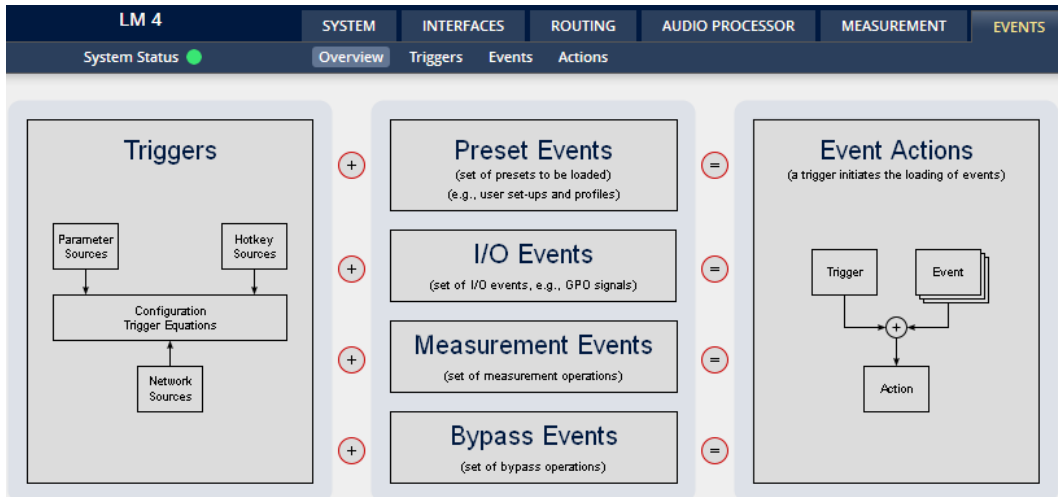 LM 4
SYSTEM
INTERFACES
ROUTING
AUDIO PROCESSOR
MEASUREMENT
EVENTS
System Status
Overview
Triggers
Events
Actions
Triggers
Parameter
Sources
Hotkey
Sources
Configuration
Trigger Equations
Network
Sources
+
+
+
+
Preset Events
(set of presets to be loaded)
(e.g., user set-ups and profiles)
I/O Events
(set of I/O events, e.g., GPO signals)
Measurement Events
(set of measurement operations)
Bypass Events
(set of bypass operations)
=
=
=
=
Event Actions
(a trigger initiates the loading of events)
Trigger
Event
+
Action